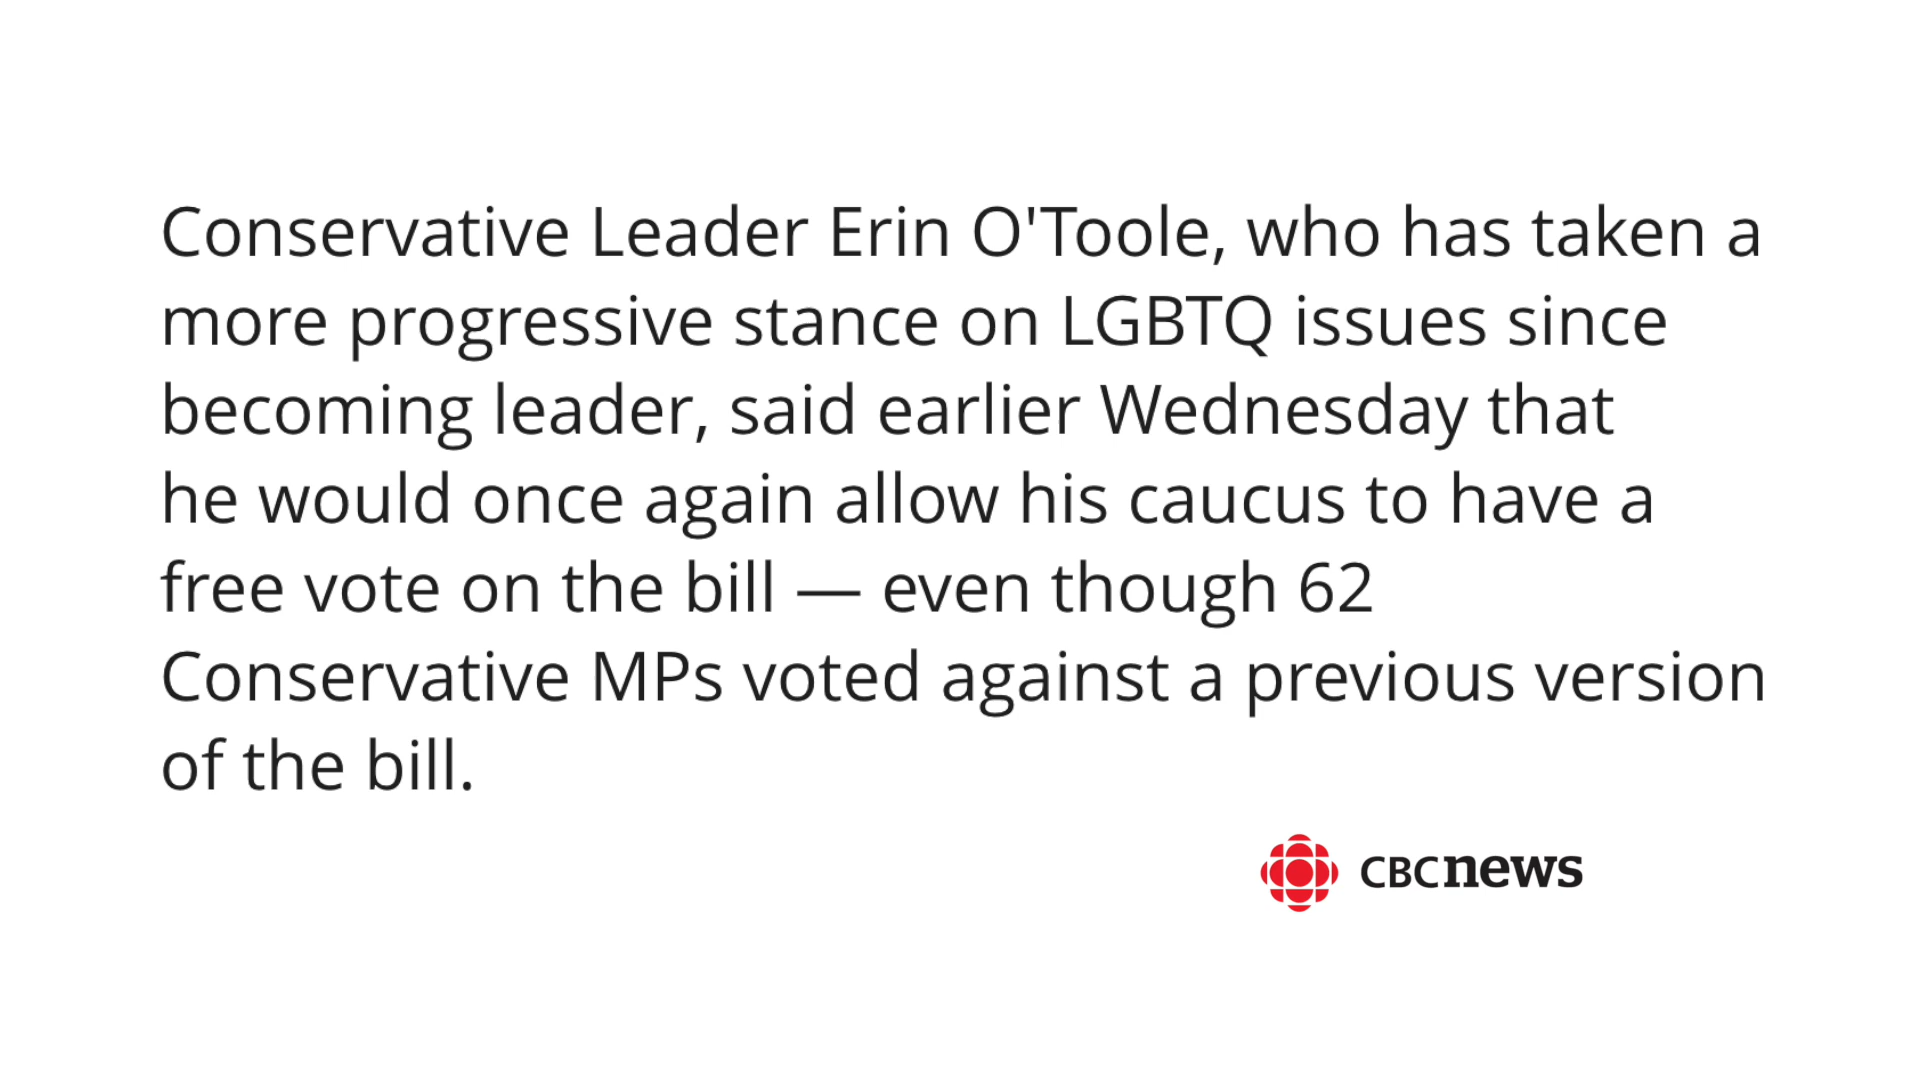 Conservative Leader Erin O'Toole, who has taken a
more progressive stance on LGBTQ issues since
becoming leader, said earlier Wednesday that
he would once again allow his caucus to have a
free vote on the bill — even though 62
Conservative MPs voted against a previous version
of the bill.
CBCnews